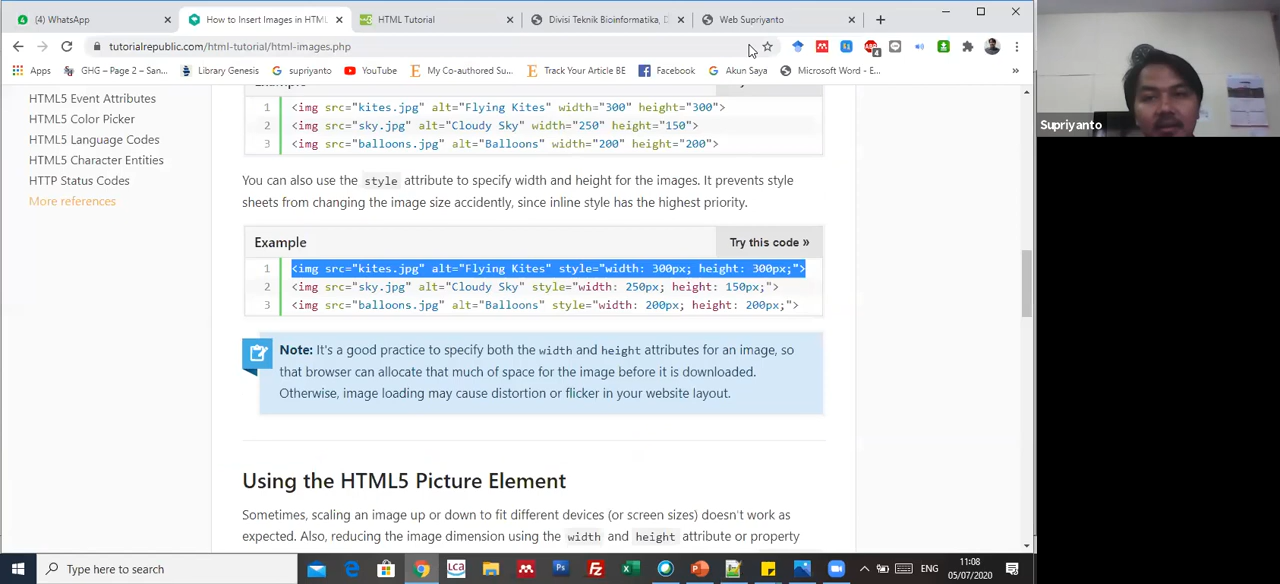 (4) WhatsApp
How to Insert Images in HTML
HTML Tutorial
Divisi Teknik Bioinformatika, D
Web Supriyanto
tutorialrepublic.com/html-tutorial/html-images.php
Apps
GHG – Page 2 – San...
Library Genesis
supriyanto
YouTube
My Co-authored Su...
Track Your Article BE
Facebook
Akun Saya
Microsoft Word - E...
»
HTML5 Event Attributes
HTML5 Color Picker
HTML5 Language Codes
HTML5 Character Entities
HTTP Status Codes
More references
1 <img src="kites.jpg" alt="Flying Kites" width="300" height="300">
2 <img src="sky.jpg" alt="Cloudy Sky" width="250" height="150">
3 <img src="balloons.jpg" alt="Balloons" width="200" height="200">
You can also use the style attribute to specify width and height for the images. It prevents style
sheets from changing the image size accidently, since inline style has the highest priority.
Example
Try this code »
1 <img src="kites.jpg" alt="Flying Kites" style="width: 300px; height: 300px;">
2 <img src="sky.jpg" alt="Cloudy Sky" style="width: 250px; height: 150px;">
3 <img src="balloons.jpg" alt="Balloons" style="width: 200px; height: 200px;">
Note: It's a good practice to specify both the width and height attributes for an image, so
that browser can allocate that much of space for the image before it is downloaded.
Otherwise, image loading may cause distortion or flicker in your website layout.
Using the HTML5 Picture Element
Sometimes, scaling an image up or down to fit different devices (or screen sizes) doesn't work as
expected. Also, reducing the image dimension using the width and height attribute or property
Supriyanto
Type here to search
LCA
Ps
Fz
ENG
11:08
05/07/2020